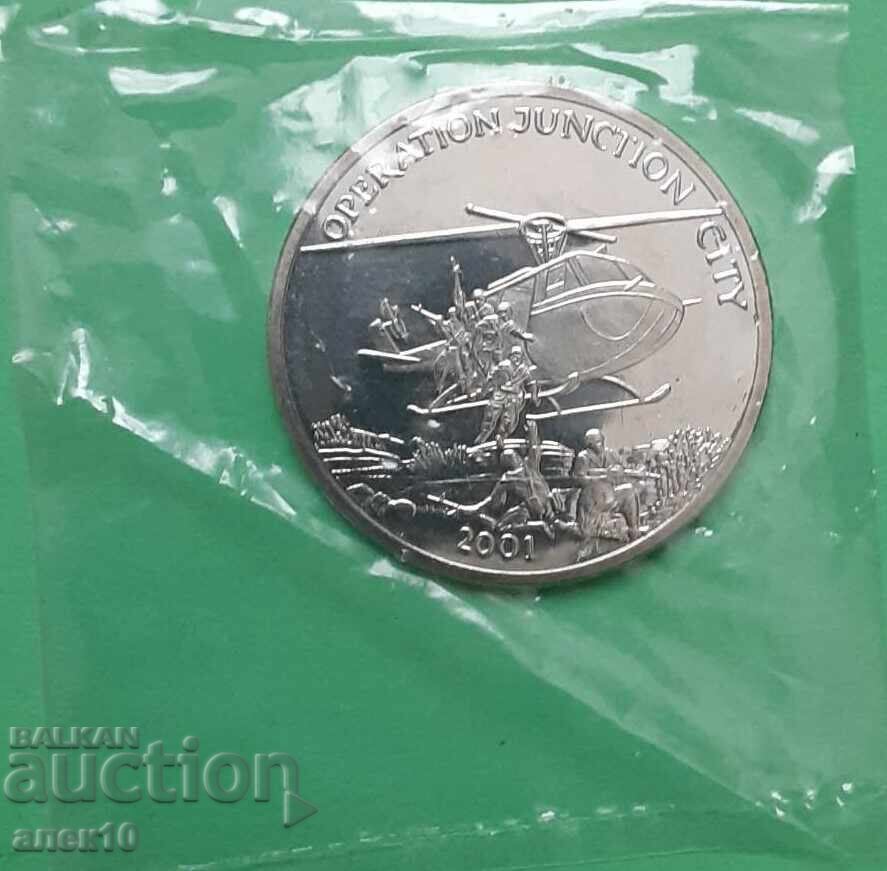 OPERATION JUNCTION CITY
2001
BALKAN
auction
алек10